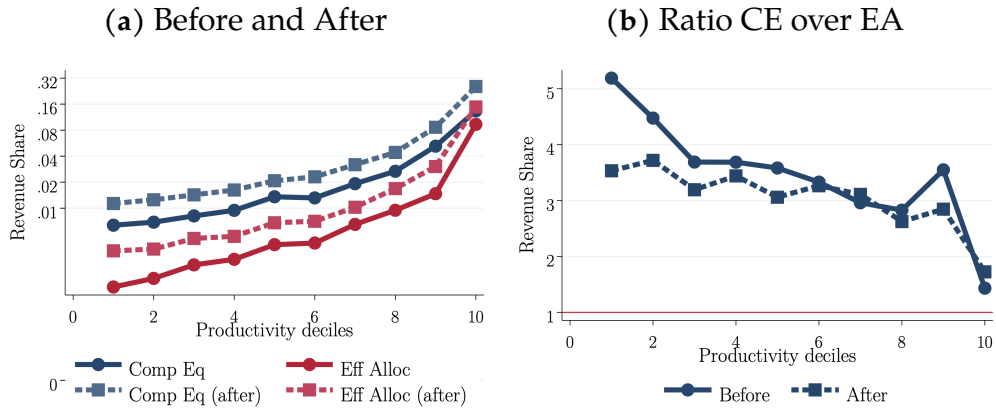 (a) Before and After
.32
.16
.08
.04
.02
.01
0
Revenue Share
0 2 4 6 8 10
Productivity deciles
Comp Eq Eff Alloc
Comp Eq (after) Eff Alloc (after)
(b) Ratio CE over EA
5
4
3
2
1
Revenue Share
0 2 4 6 8 10
Productivity deciles
Before After